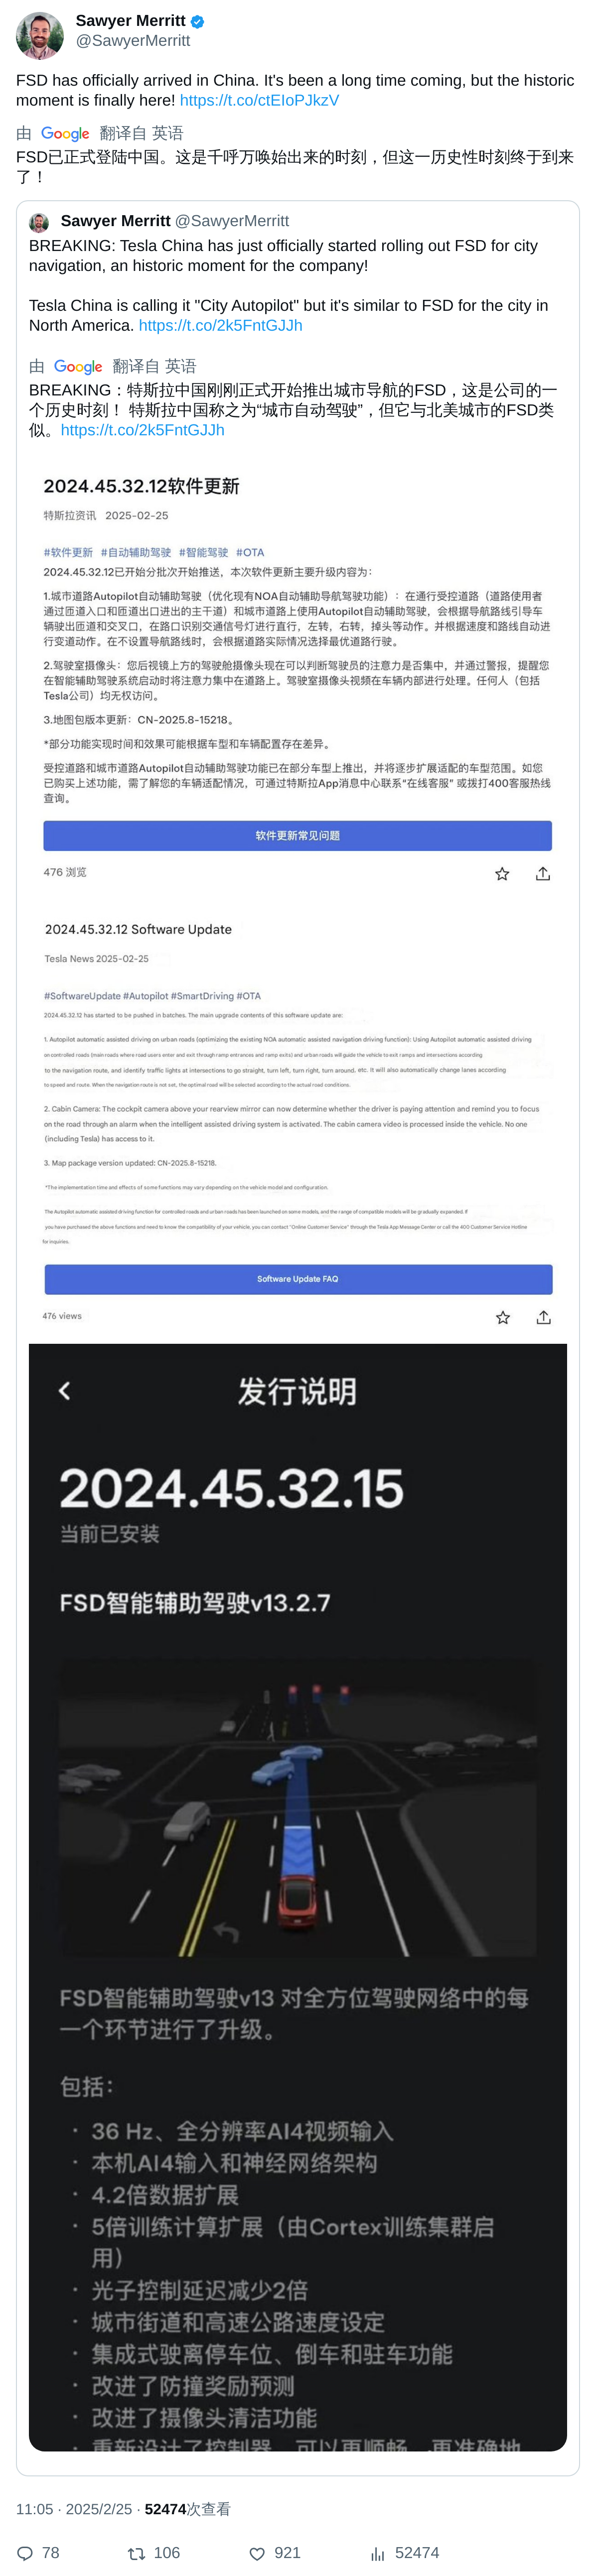 Sawyer Merritt
@SawyerMerritt
FSD has officially arrived in China. It's been a long time coming, but the historic
moment is finally here! https://t.co/ctEIoPJkzV
由 Google 翻译自 英语
FSD已正式登陆中国。这是千呼万唤始出来的时刻，但这一历史性时刻终于到来
了！
Sawyer Merritt @SawyerMerritt
BREAKING: Tesla China has just officially started rolling out FSD for city
navigation, an historic moment for the company!
Tesla China is calling it "City Autopilot" but it's similar to FSD for the city in
North America. https://t.co/2k5FntGJJh
由 Google 翻译自 英语
BREAKING：特斯拉中国刚刚正式开始推出城市导航的FSD，这是公司的一
个历史时刻！ 特斯拉中国称之为“城市自动驾驶”，但它与北美城市的FSD类
似。https://t.co/2k5FntGJJh
2024.45.32.12软件更新
特斯拉资讯 2025-02-25
#软件更新 #自动辅助驾驶 #智能驾驶 #OTA
2024.45.32.12已开始分批次开始推送，本次软件更新主要升级内容为：
1.城市道路Autopilot自动辅助驾驶（优化现有NOA自动辅助导航驾驶功能）：在通行受控道路（道路使用者
通过匝道入口和匝道出口进出的主干道）和城市道路上使用Autopilot自动辅助驾驶，会根据导航路线引导车
辆驶出匝道和交叉口，在路口识别交通信号灯进行直行，左转，右转，掉头等动作。并根据速度和路线自动进
行变道动作。在不设置导航路线时，会根据道路实际情况选择最优道路行驶。
2.驾驶室摄像头：您后视镜上方的驾驶舱摄像头现在可以判断驾驶员的注意力是否集中，并通过警报，提醒您
在智能辅助驾驶系统启动时将注意力集中在道路上。驾驶室摄像头视频在车辆内部进行处理。任何人（包括
Tesla公司）均无权访问。
3.地图包版本更新：CN-2025.8-15218。
*部分功能实现时间和效果可能根据车型和车辆配置存在差异。
受控道路和城市道路Autopilot自动辅助驾驶功能已在部分车型上推出，并将逐步扩展适配的车型范围。如您
已购买上述功能，需了解您的车辆适配情况，可通过特斯拉App消息中心联系“在线客服” 或拨打400客服热线
查询。
软件更新常见问题
476 浏览
2024.45.32.12 Software Update
Tesla News 2025-02-25
#SoftwareUpdate #Autopilot #SmartDriving #OTA
2024.45.32.12 has started to be pushed in batches. The main upgrade contents of this software update are:
1. Autopilot automatic assisted driving on urban roads (optimizing the existing NOA automatic assisted navigation driving function): Using Autopilot automatic assisted driving
on controlled roads (main roads where road users enter and exit through ramp entrances and ramp exits) and urban roads will guide the vehicle to exit ramps and intersections according
to the navigation route, and identify traffic lights at intersections to go straight, turn left, turn right, turn around, etc. It will also automatically change lanes according
to speed and route. When the navigation route is not set, the optimal road will be selected according to the actual road conditions.
2. Cabin Camera: The cockpit camera above your rearview mirror can now determine whether the driver is paying attention and remind you to focus
on the road through an alarm when the intelligent assisted driving system is activated. The cabin camera video is processed inside the vehicle. No one
(including Tesla) has access to it.
3. Map package version updated: CN-2025.8-15218.
*The implementation time and effects of some functions may vary depending on the vehicle model and configuration.
The Autopilot automatic assisted driving function for controlled roads and urban roads has been launched on some models, and the range of compatible models will be gradually expanded. If
you have purchased the above functions and need to know the compatibility of your vehicle, you can contact "Online Customer Service" through the Tesla App Message Center or call the 400 Customer Service Hotline
for inquiries.
Software Update FAQ
476 views
发行说明
2024.45.32.15
当前已安装
FSD智能辅助驾驶v13.2.7
FSD智能辅助驾驶v13 对全方位驾驶网络中的每
一个环节进行了升级。
包括：
· 36 Hz、全分辨率AI4视频输入
· 本机AI4输入和神经网络架构
· 4.2倍数据扩展
· 5倍训练计算扩展（由Cortex训练集群启
用）
· 光子控制延迟减少2倍
· 城市街道和高速公路速度设定
· 集成式驶离停车位、倒车和驻车功能
· 改进了防撞奖励预测
· 改进了摄像头清洁功能
· 重新设计了控制器，可以更顺畅、更准确地
11:05 · 2025/2/25 · 52474次查看
78 106 921 52474